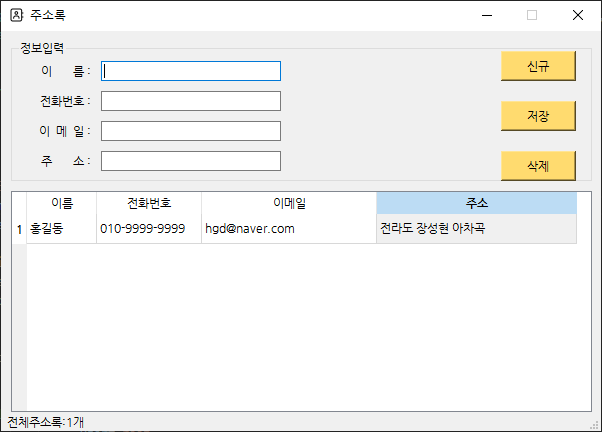 주소록
정보입력
이 름 :
신규
전화번호 :
이 메 일 :
저장
주 소 :
삭제
이름 전화번호 이메일 주소
1 홍길동 010-9999-9999 hgd@naver.com 전라도 장성현 아차곡
전체주소록:1개